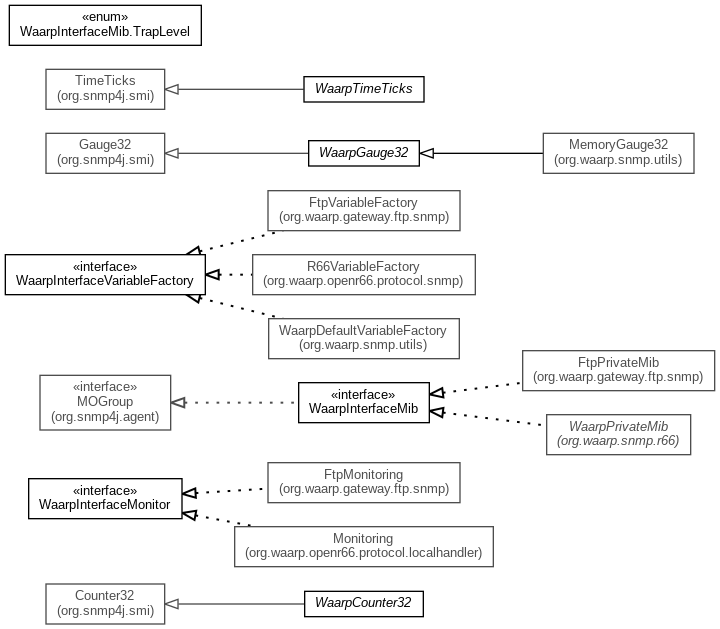 «enum»
WaarpInterfaceMib.TrapLevel
TimeTicks
(org.snmp4j.smi)
WaarpTimeTicks
Gauge32
(org.snmp4j.smi)
WaarpGauge32
MemoryGauge32
(org.waarp.snmp.utils)
FtpVariableFactory
(org.waarp.gateway.ftp.snmp)
«interface»
WaarpInterfaceVariableFactory
R66VariableFactory
(org.waarp.openr66.protocol.snmp)
WaarpDefaultVariableFactory
(org.waarp.snmp.utils)
«interface»
MOGroup
(org.snmp4j.agent)
«interface»
WaarpInterfaceMib
FtpPrivateMib
(org.waarp.gateway.ftp.snmp)
WaarpPrivateMib
(org.waarp.snmp.r66)
«interface»
WaarpInterfaceMonitor
FtpMonitoring
(org.waarp.gateway.ftp.snmp)
Monitoring
(org.waarp.openr66.protocol.localhandler)
Counter32
(org.snmp4j.smi)
WaarpCounter32